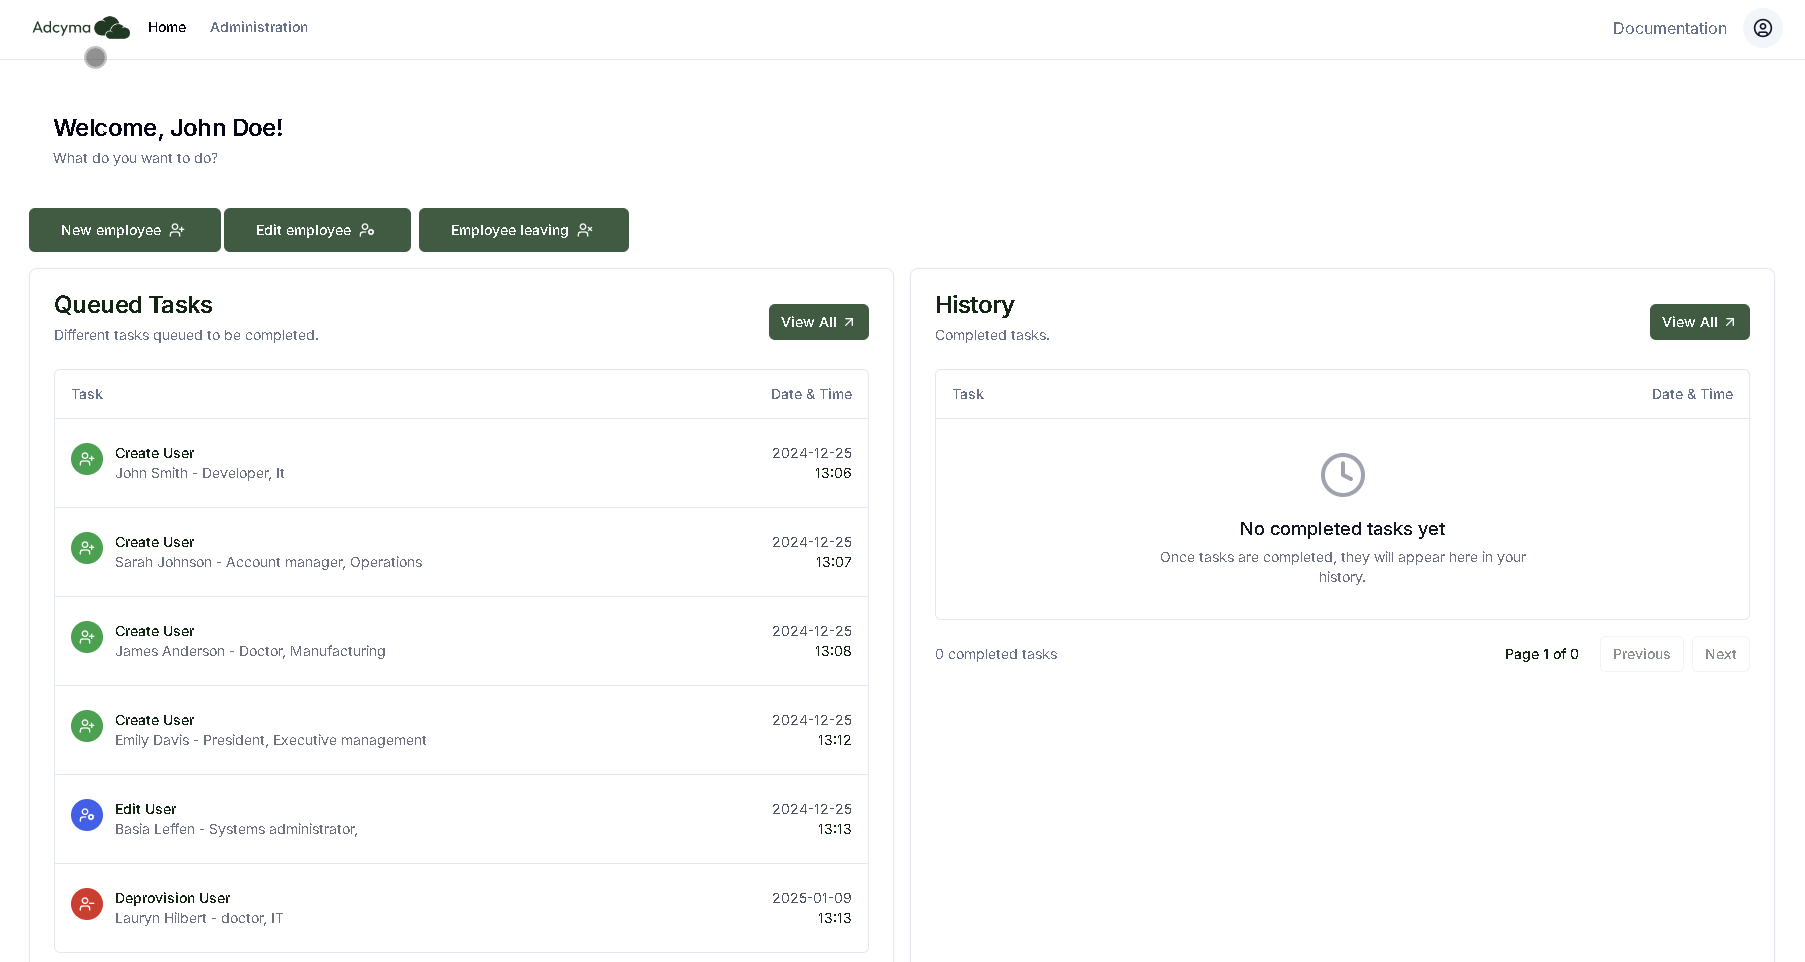 Adcyma
Home
Administration
Documentation
Welcome, John Doe!
What do you want to do?
New employee
Edit employee
Employee leaving
Queued Tasks
Different tasks queued to be completed.
View All
Task
Date & Time
Create User
John Smith - Developer, It
2024-12-25
13:06
Create User
Sarah Johnson - Account manager, Operations
2024-12-25
13:07
Create User
James Anderson - Doctor, Manufacturing
2024-12-25
13:08
Create User
Emily Davis - President, Executive management
2024-12-25
13:12
Edit User
Basia Leffen - Systems administrator,
2024-12-25
13:13
Deprovision User
Lauryn Hilbert - doctor, IT
2025-01-09
13:13
History
Completed tasks.
View All
Task
Date & Time
No completed tasks yet
Once tasks are completed, they will appear here in your
history.
0 completed tasks
Page 1 of 0
Previous
Next